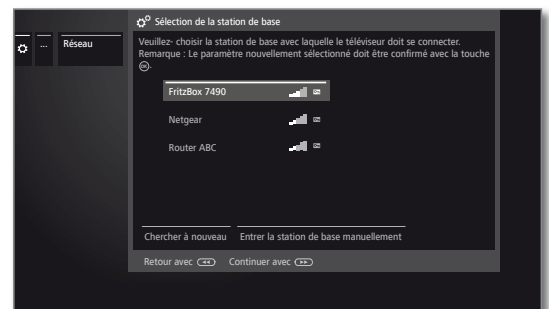 Sélection de la station de base
... Réseau
Veuillez- choisir la station de base avec laquelle le téléviseur doit se connecter.
Remarque : Le paramètre nouvellement sélectionné doit être confirmé avec la touche
OK.
FritzBox 7490
Netgear
Router ABC
Chercher à nouveau Entrer la station de base manuellement
Retour avec Continuer avec